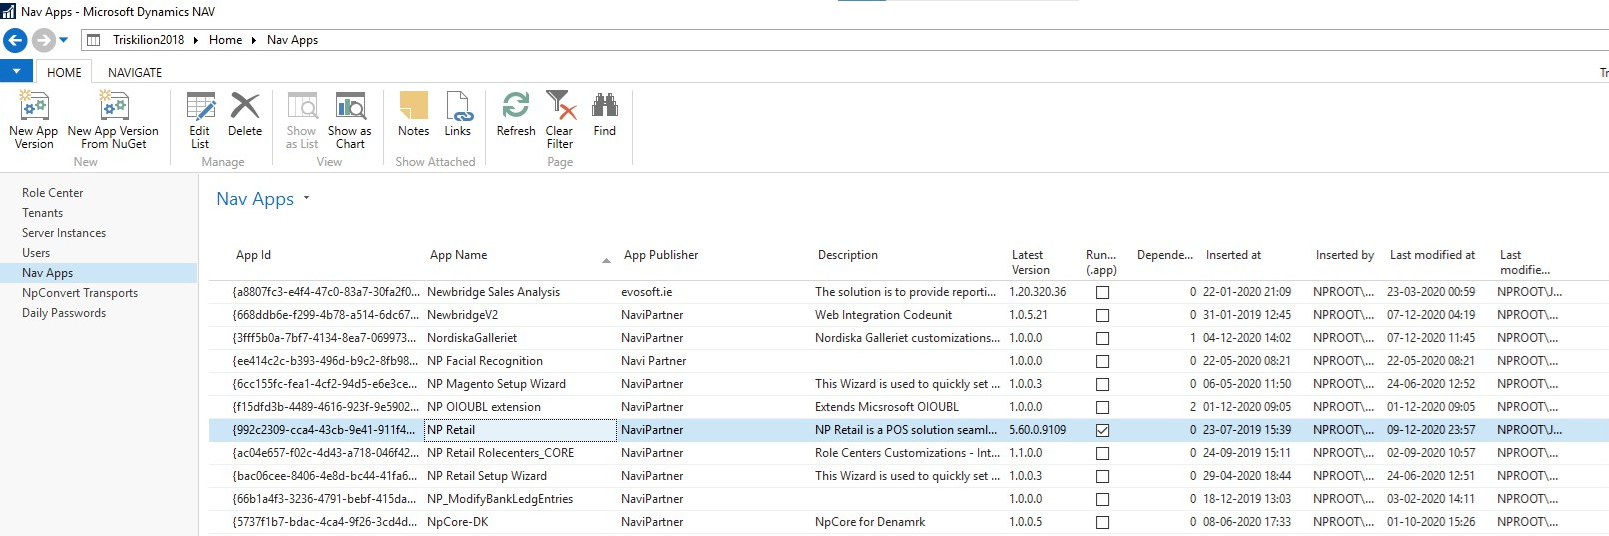 Nav Apps - Microsoft Dynamics NAV
Triskilion2018 Home Nav Apps
HOME NAVIGATE Tr
New App Version
New App Version From NuGet
Edit List
Delete
Show as List
Show as Chart
Notes
Links
Refresh
Clear Filter
Find
New Manage View Show Attached Page
Role Center
Tenants
Server Instances
Users
Nav Apps
NpConvert Transports
Daily Passwords
Nav Apps
App Id App Name App Publisher Description Latest Version Run... (.app) Depende... Inserted at Inserted by Last modified at Last modifie...
{a8807fc3-e4f4-47c0-83a7-30fa2f0... Newbridge Sales Analysis evosoft.ie The solution is to provide reporti... 1.20.320.36 0 22-01-2020 21:09 NPROOT\... 23-03-2020 00:59 NPROOT\J...
{668ddb6e-f299-4b78-a514-6dc67... NewbridgeV2 NaviPartner Web Integration Codeunit 1.0.5.21 0 31-01-2019 12:45 NPROOT\... 07-12-2020 04:19 NPROOT\...
{3fff5b0a-7bf7-4134-8ea7-069973... NordiskaGalleriet NaviPartner Nordiska Galleriet customizations... 1.0.0.0 1 04-12-2020 14:02 NPROOT\... 07-12-2020 11:45 NPROOT\...
{ee414c2c-b393-496d-b9c2-8fb98... NP Facial Recognition Navi Partner 1.0.0.0 0 22-05-2020 08:21 NPROOT\... 22-05-2020 08:21 NPROOT\...
{6cc155fc-fea1-4cf2-94d5-e6e3ce... NP Magento Setup Wizard NaviPartner This Wizard is used to quickly set ... 1.0.0.3 0 06-05-2020 11:50 NPROOT\... 24-06-2020 12:52 NPROOT\...
{f15dfd3b-4489-4616-923f-9e5902... NP OIOUBL extension NaviPartner Extends Micsrosoft OIOUBL 1.0.0.0 2 01-12-2020 09:05 NPROOT\... 01-12-2020 09:05 NPROOT\...
{992c2309-cca4-43cb-9e41-911f4... NP Retail NaviPartner NP Retail is a POS solution seaml... 5.60.0.9109 0 23-07-2019 15:39 NPROOT\... 09-12-2020 23:57 NPROOT\J...
{ac04e657-f02c-4d43-a718-046f42... NP Retail Rolecenters_CORE NaviPartner Role Centers Customizations - Int... 1.1.0.0 0 24-09-2019 15:11 NPROOT\... 02-09-2020 10:57 NPROOT\...
{bac06cee-8406-4e8d-bc44-41fa6... NP Retail Setup Wizard NaviPartner This Wizard is used to quickly set ... 1.0.0.3 0 29-04-2020 18:44 NPROOT\... 24-06-2020 12:51 NPROOT\...
{66b1a4f3-3236-4791-bebf-415da... NP_ModifyBankLedgEntries NaviPartner 1.0.0.0 0 18-12-2019 13:03 NPROOT\... 03-02-2020 14:11 NPROOT\...
{5737f1b7-bdac-4ca4-9f26-3cd4d... NpCore-DK NaviPartner NpCore for Denamrk 1.0.0.5 0 08-06-2020 17:33 NPROOT\... 01-10-2020 15:26 NPROOT\...